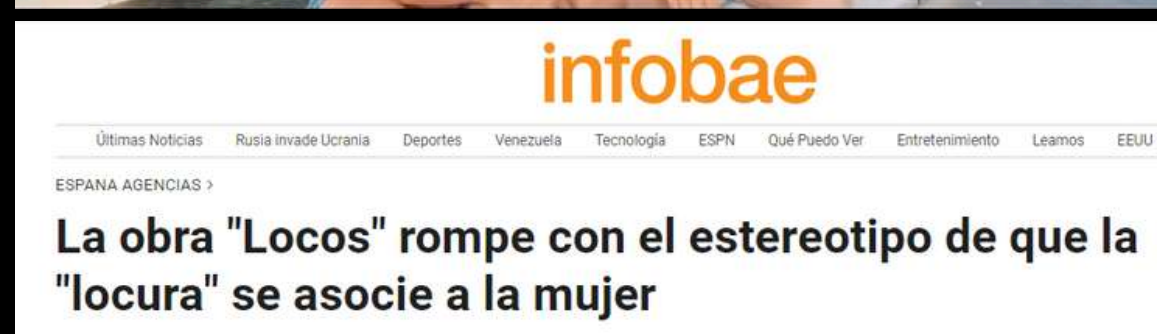 infobae
Últimas Noticias Rusia invade Ucrania Deportes Venezuela Tecnología ESPN Qué Puedo Ver Entretenimiento Leamos EEUU
ESPANA AGENCIAS >
La obra "Locos" rompe con el estereotipo de que la
"locura" se asocie a la mujer